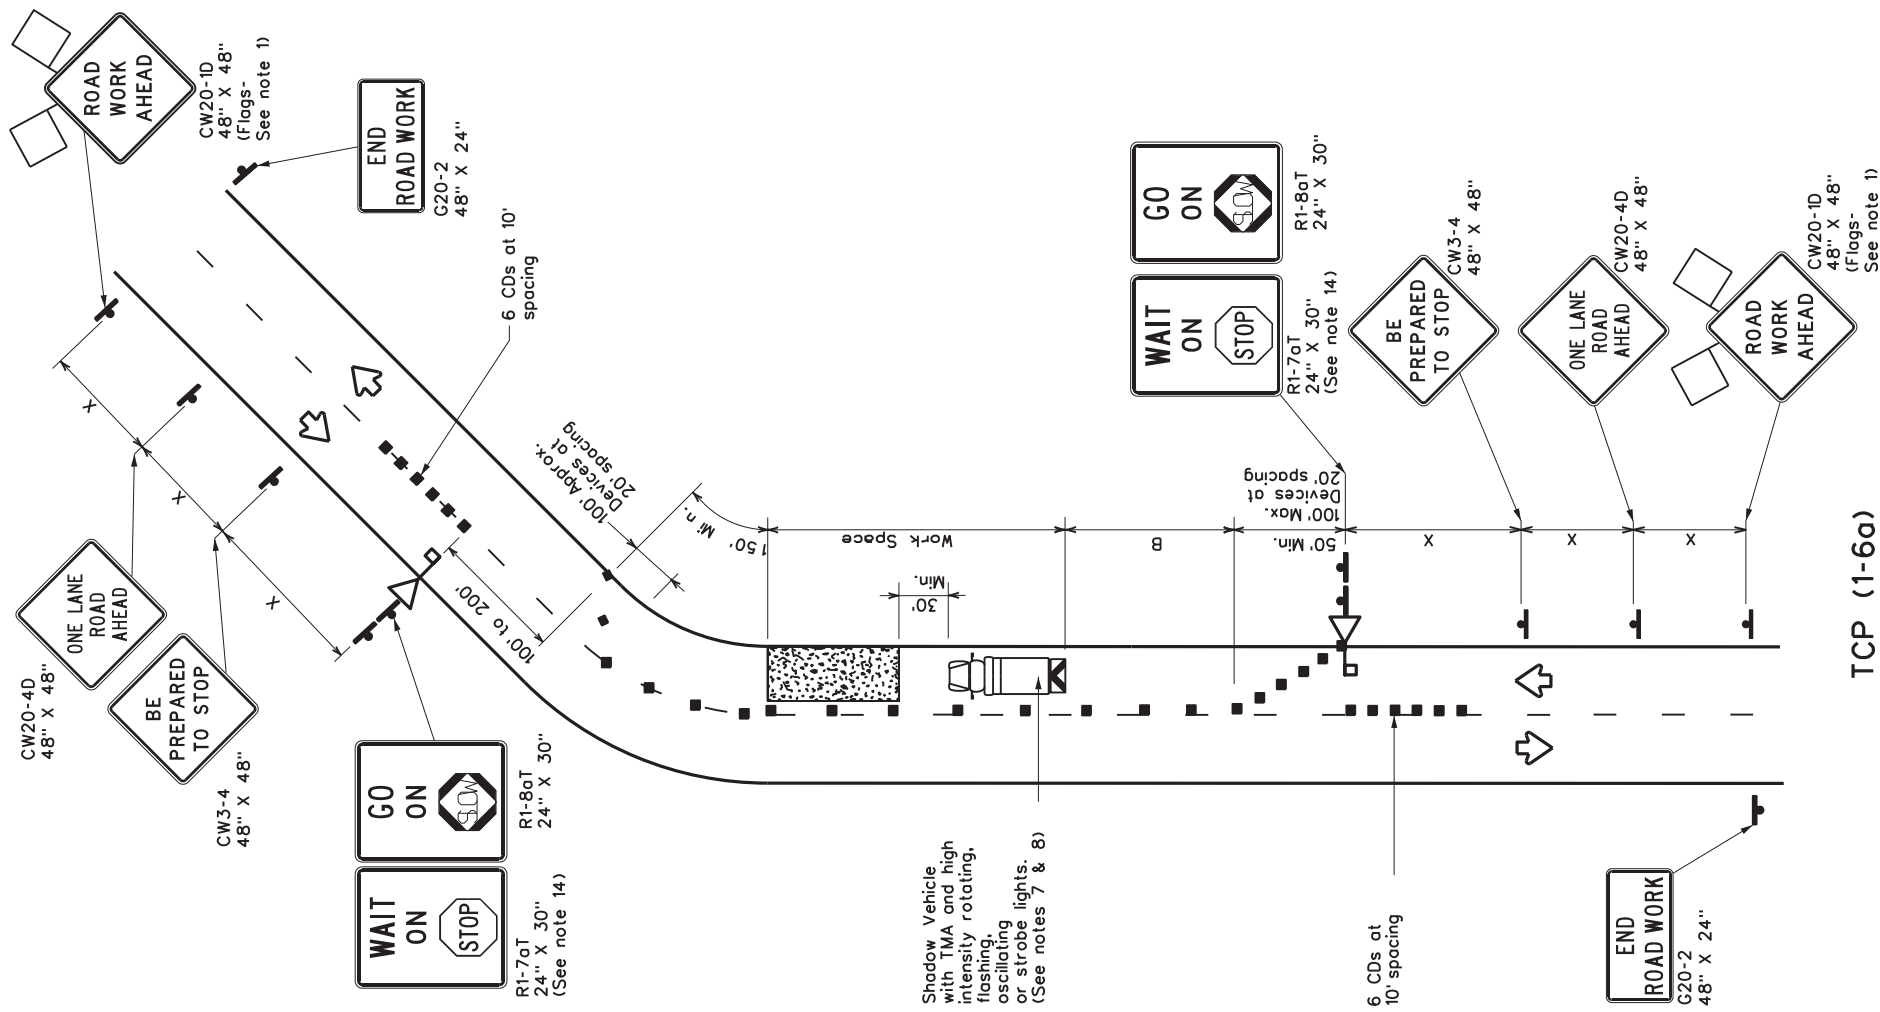 ROAD
WORK
AHEAD
CW20-1D
48" X 48"
(Flags-
See note 1)
END
ROAD WORK
G20-2
48" X 24"
6 CDs at 10'
spacing
X
X
X
ONE LANE
ROAD
AHEAD
CW20-4D
48" X 48"
BE
PREPARED
TO STOP
CW3-4
48" X 48"
100' to 200'
100' Approx.
Devices at
20' spacing
150' Min.
Work Space
30'
Min.
B
50' Min.
100' Max.
Devices at
20' spacing
X
X
X
GO
ON
SLOW
R1-8aT
24" X 30"
WAIT
ON
STOP
R1-7aT
24" X 30"
(See note 14)
GO
ON
SLOW
R1-8aT
24" X 30"
WAIT
ON
STOP
R1-7aT
24" X 30"
(See note 14)
BE
PREPARED
TO STOP
CW3-4
48" X 48"
ONE LANE
ROAD
AHEAD
CW20-4D
48" X 48"
ROAD
WORK
AHEAD
CW20-1D
48" X 48"
(Flags-
See note 1)
Shadow Vehicle
with TMA and high
intensity rotating,
flashing,
oscillating
or strobe lights.
(See notes 7 & 8)
6 CDs at
10' spacing
END
ROAD WORK
G20-2
48" X 24"
TCP (1-6a)